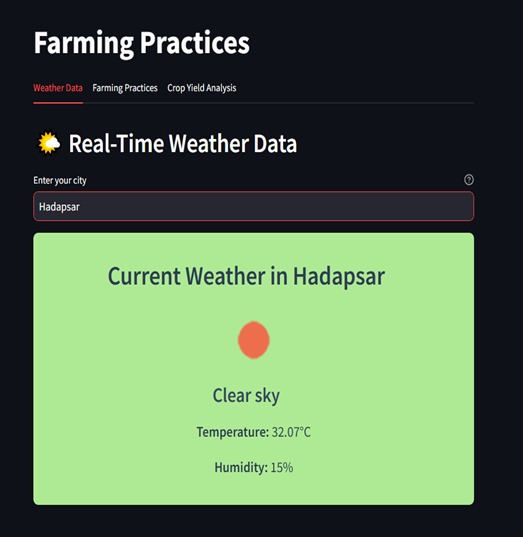 Farming Practices
Weather Data Farming Practices Crop Yield Analysis
Real-Time Weather Data
Enter your city
Hadapsar
Current Weather in Hadapsar
Clear sky
Temperature: 32.07°C
Humidity: 15%